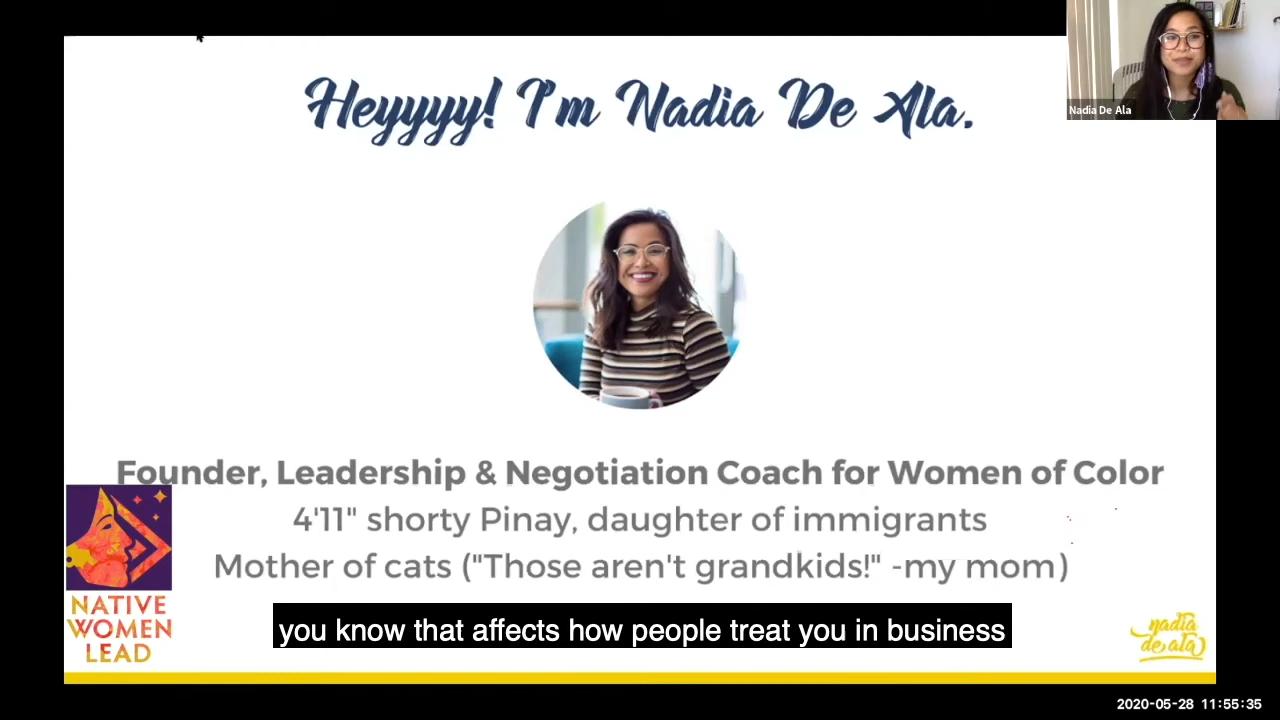 Heyyyy! I'm Nadia De Ala.
Nadia De Ala
Founder, Leadership & Negotiation Coach for Women of Color
4'11" shorty Pinay, daughter of immigrants
Mother of cats ("Those aren't grandkids!" -my mom)
NATIVE
WOMEN
LEAD
you know that affects how people treat you in business
nadia
de ala
2020-05-28 11:55:35